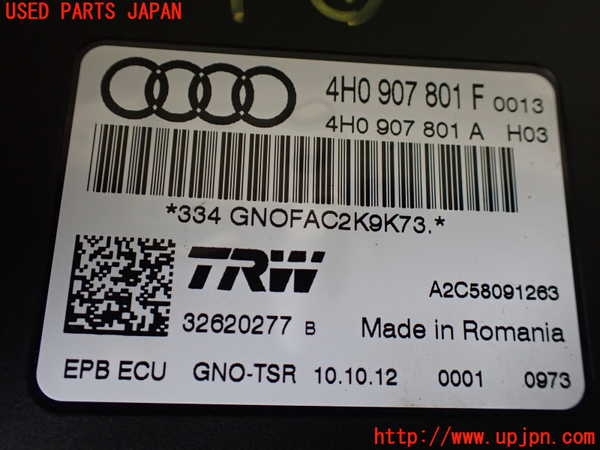 USED PARTS JAPAN
4H0 907 801 F 0013
4H0 907 801 A H03
*334 GNOFAC2K9K73.*
TRW
A2C58091263
32620277 B Made in Romania
EPB ECU GNO-TSR 10.10.12 0001 0973
http://www.upjpn.com/